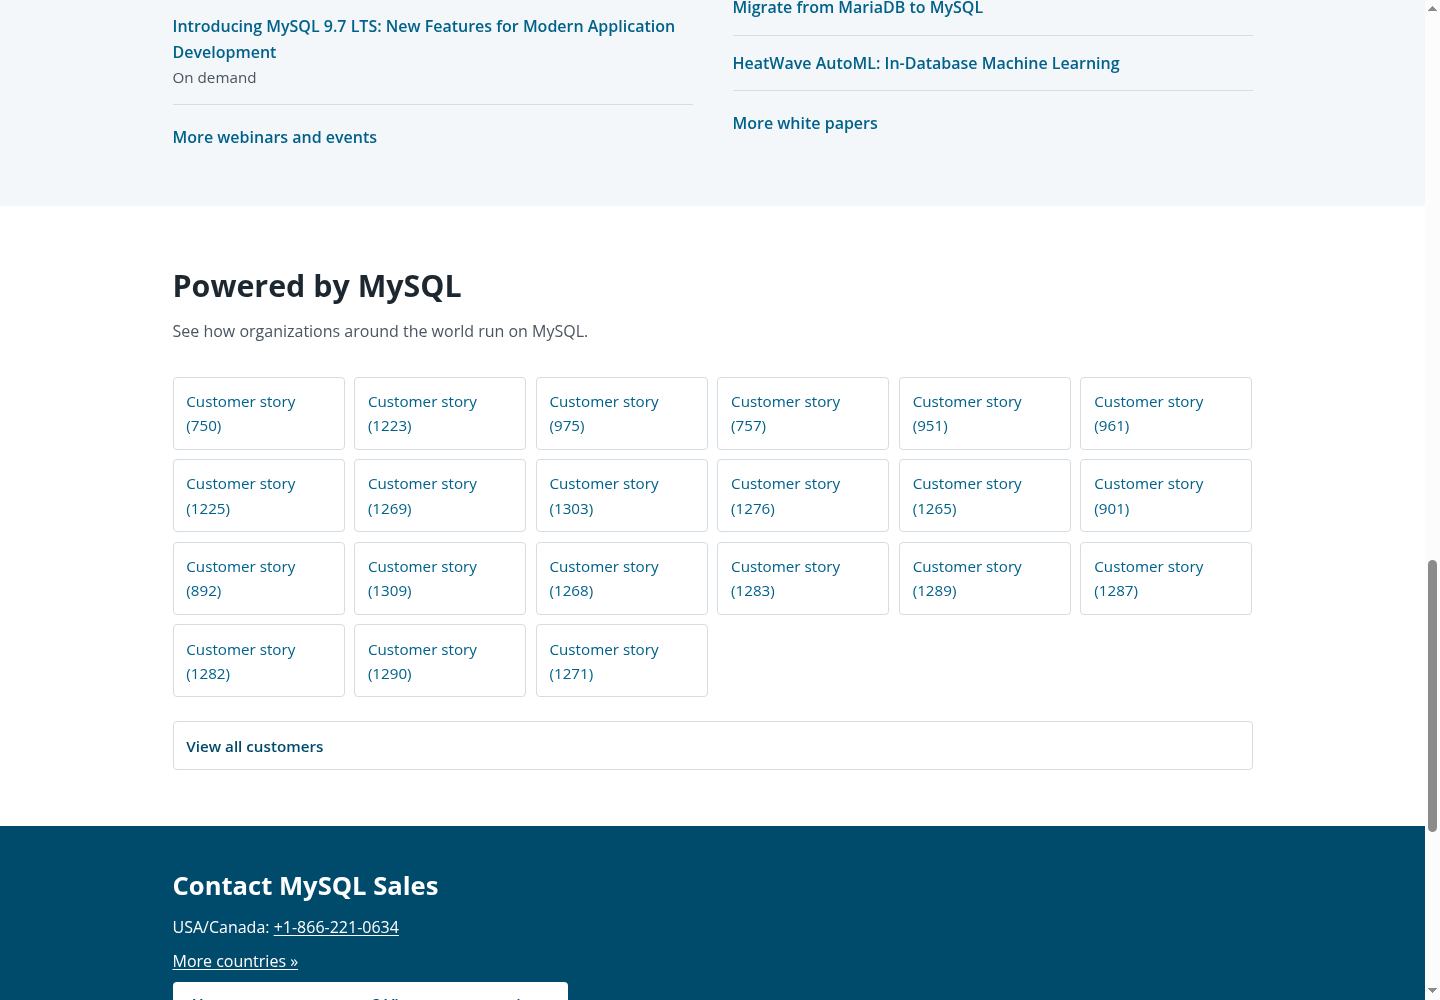 Introducing MySQL 9.7 LTS: New Features for Modern Application
Development
On demand
More webinars and events
Migrate from MariaDB to MySQL
HeatWave AutoML: In-Database Machine Learning
More white papers
Powered by MySQL
See how organizations around the world run on MySQL.
Customer story
(750)
Customer story
(1223)
Customer story
(975)
Customer story
(757)
Customer story
(951)
Customer story
(961)
Customer story
(1225)
Customer story
(1269)
Customer story
(1303)
Customer story
(1276)
Customer story
(1265)
Customer story
(901)
Customer story
(892)
Customer story
(1309)
Customer story
(1268)
Customer story
(1283)
Customer story
(1289)
Customer story
(1287)
Customer story
(1282)
Customer story
(1290)
Customer story
(1271)
View all customers
Contact MySQL Sales
USA/Canada: +1-866-221-0634
More countries »